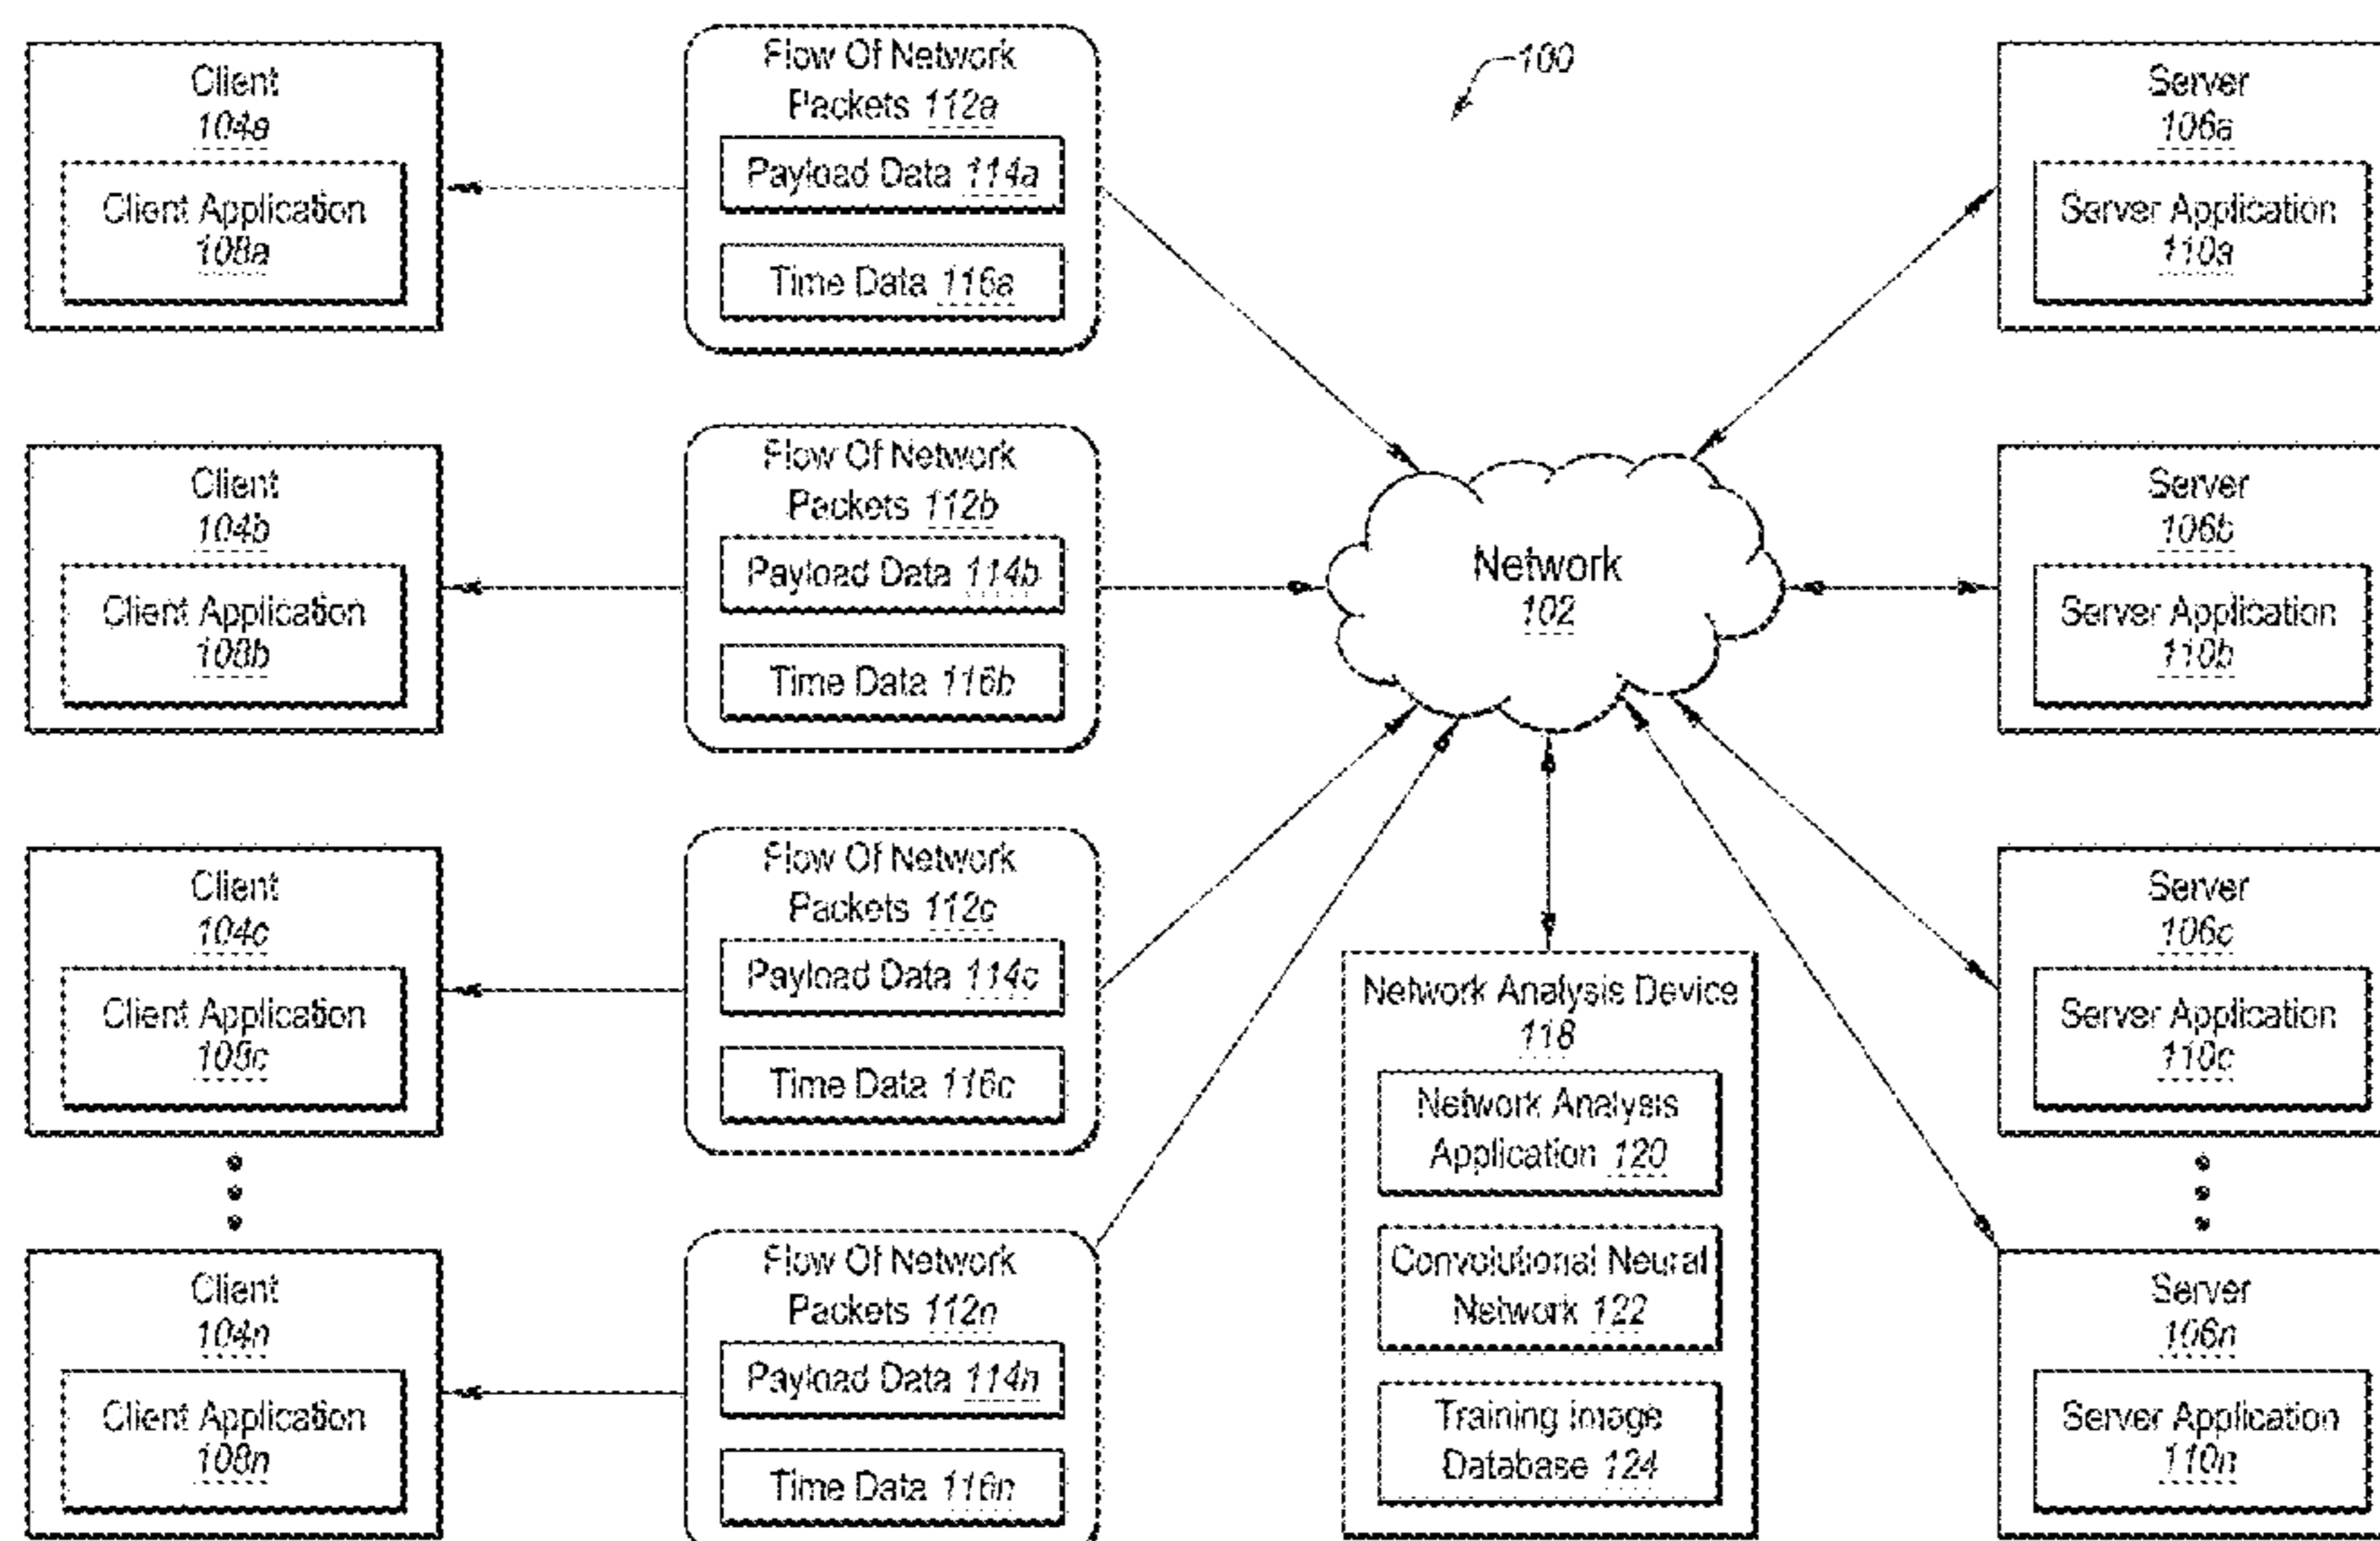 100
Client
104a
Client Application
108a
Flow Of Network
Packets 112a
Payload Data 114a
Time Data 116a
Server
106a
Server Application
110a
Client
104b
Client Application
108b
Flow Of Network
Packets 112b
Payload Data 114b
Time Data 116b
Network
102
Server
106b
Server Application
110b
Client
104c
Client Application
108c
Flow Of Network
Packets 112c
Payload Data 114c
Time Data 116c
Network Analysis Device
118
Network Analysis
Application 120
Convolutional Neural
Network 122
Training Image
Database 124
Server
106c
Server Application
110c
Client
104n
Client Application
108n
Flow Of Network
Packets 112n
Payload Data 114n
Time Data 116n
Server
106n
Server Application
110n